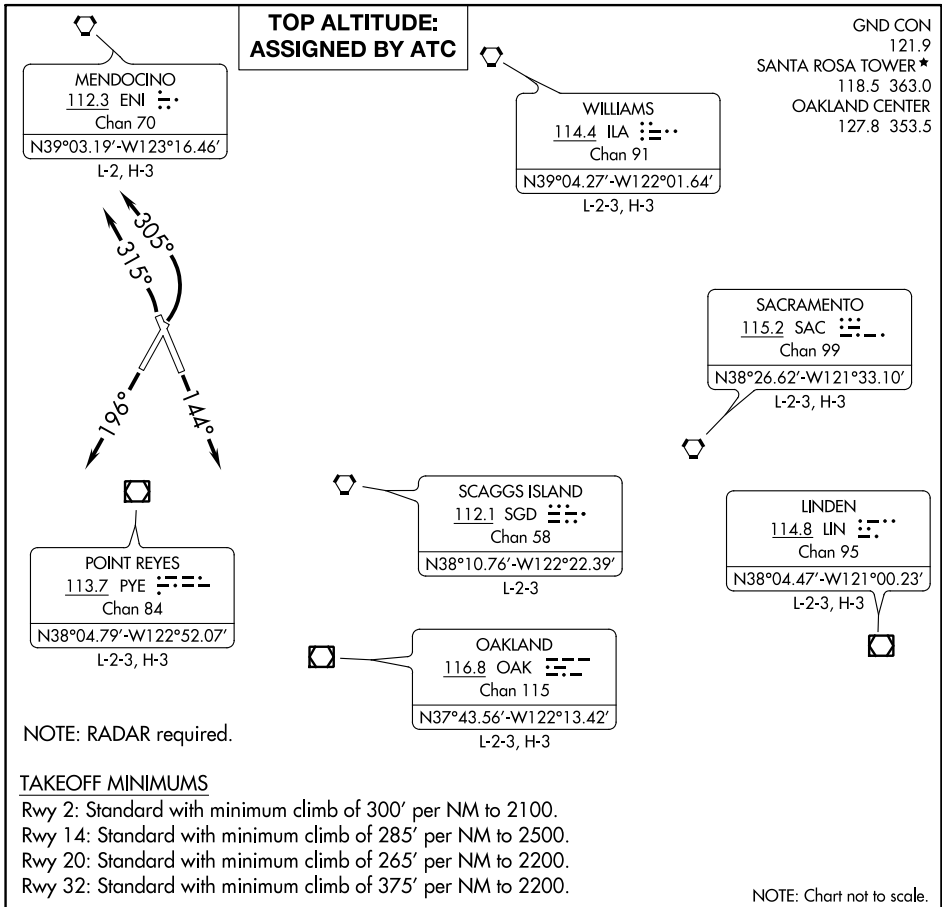 TOP ALTITUDE:
ASSIGNED BY ATC
GND CON
121.9
SANTA ROSA TOWER ★
118.5 363.0
OAKLAND CENTER
127.8 353.5
MENDOCINO
112.3 ENI
Chan 70
N39°03.19′-W123°16.46′
L-2, H-3
WILLIAMS
114.4 ILA
Chan 91
N39°04.27′-W122°01.64′
L-2-3, H-3
305°
315°
196°
144°
SACRAMENTO
115.2 SAC
Chan 99
N38°26.62′-W121°33.10′
L-2-3, H-3
SCAGGS ISLAND
112.1 SGD
Chan 58
N38°10.76′-W122°22.39′
L-2-3
LINDEN
114.8 LIN
Chan 95
N38°04.47′-W121°00.23′
L-2-3, H-3
POINT REYES
113.7 PYE
Chan 84
N38°04.79′-W122°52.07′
L-2-3, H-3
OAKLAND
116.8 OAK
Chan 115
N37°43.56′-W122°13.42′
L-2-3, H-3
NOTE: RADAR required.
TAKEOFF MINIMUMS
Rwy 2: Standard with minimum climb of 300′ per NM to 2100.
Rwy 14: Standard with minimum climb of 285′ per NM to 2500.
Rwy 20: Standard with minimum climb of 265′ per NM to 2200.
Rwy 32: Standard with minimum climb of 375′ per NM to 2200.
NOTE: Chart not to scale.